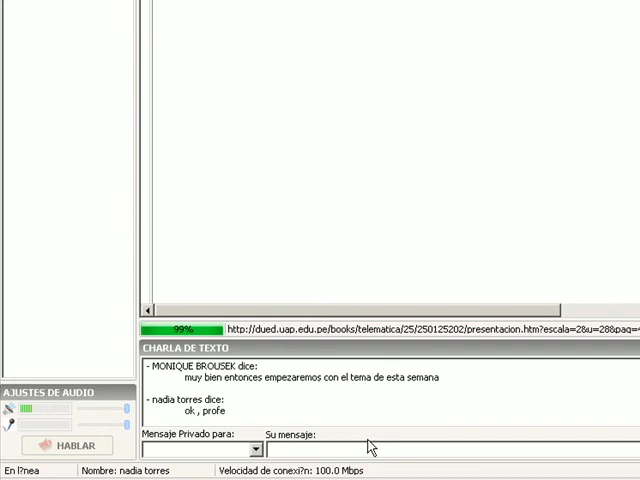 99%
http://dued.uap.edu.pe/books/telematica/25/250125202/presentacion.htm?escala=2&u=28&pag=4
CHARLA DE TEXTO
- MONIQUE BROUSEK dice:
muy bien entonces empezaremos con el tema de esta semana
- nadia torres dice:
ok , profe
AJUSTES DE AUDIO
HABLAR
Mensaje Privado para:
Su mensaje:
En l?nea
Nombre: nadia torres
Velocidad de conexi?n: 100.0 Mbps